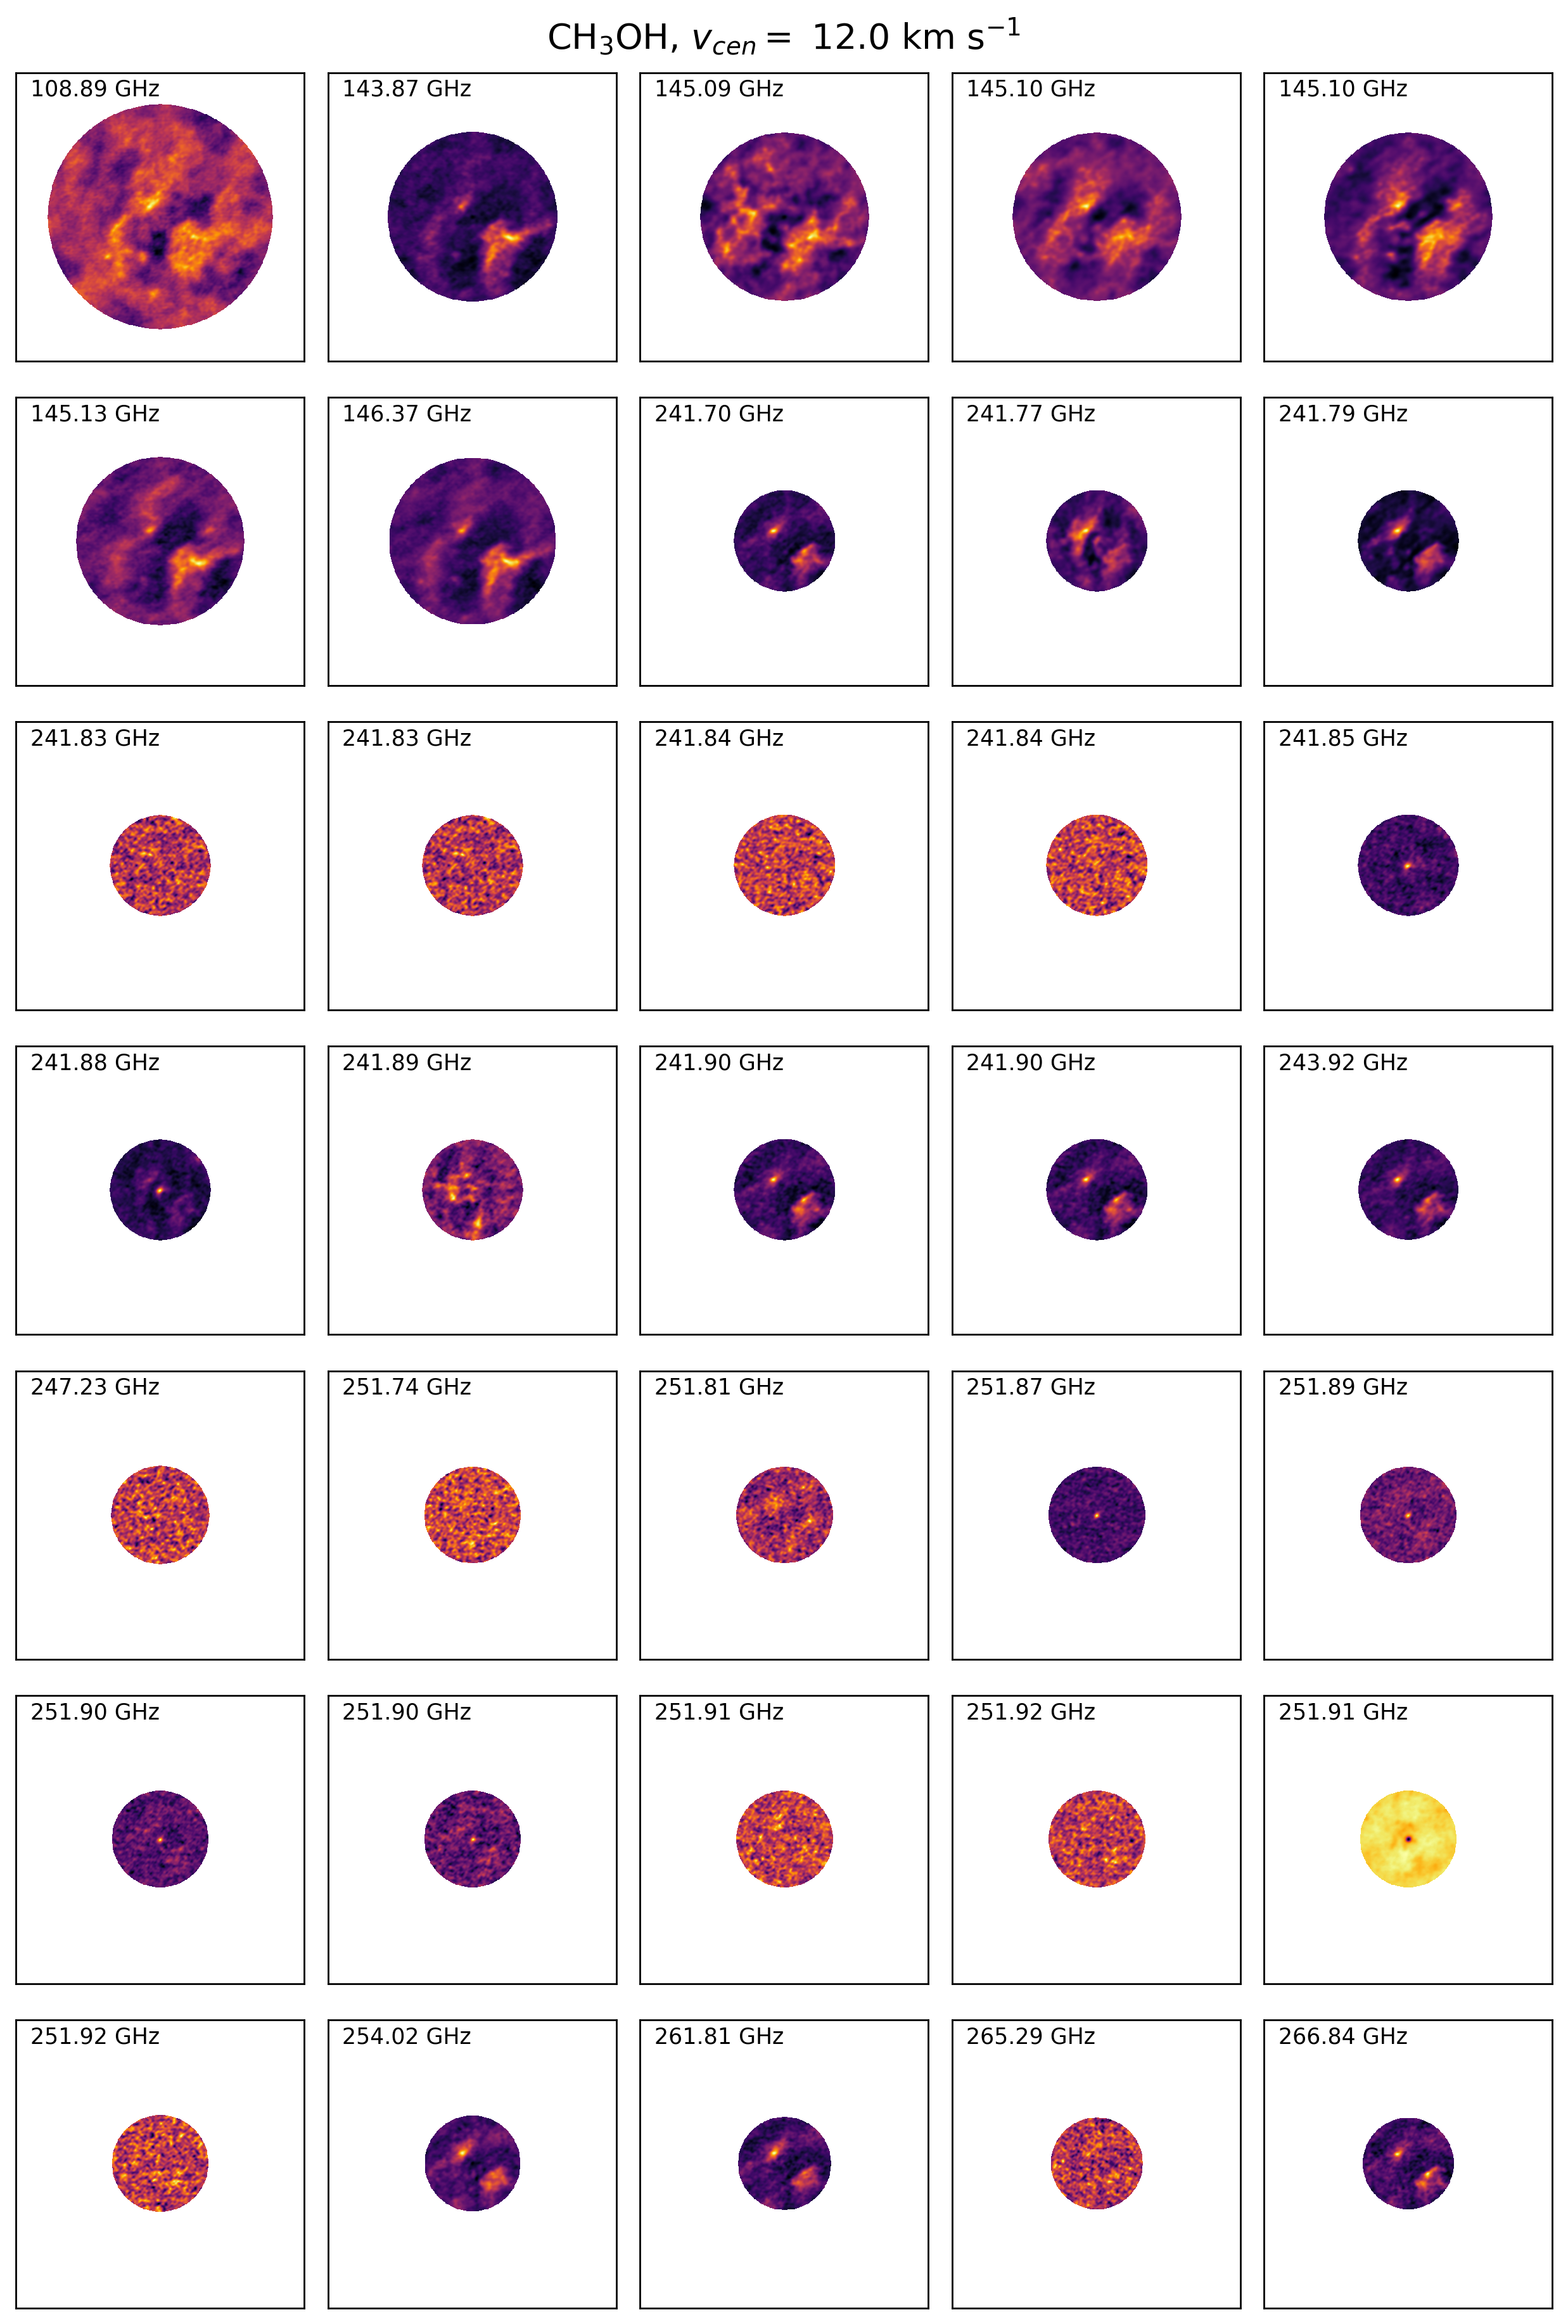 CH₃OH, v_cen = 12.0 km s⁻¹
108.89 GHz
143.87 GHz
145.09 GHz
145.10 GHz
145.10 GHz
145.13 GHz
146.37 GHz
241.70 GHz
241.77 GHz
241.79 GHz
241.83 GHz
241.83 GHz
241.84 GHz
241.84 GHz
241.85 GHz
241.88 GHz
241.89 GHz
241.90 GHz
241.90 GHz
243.92 GHz
247.23 GHz
251.74 GHz
251.81 GHz
251.87 GHz
251.89 GHz
251.90 GHz
251.90 GHz
251.91 GHz
251.92 GHz
251.91 GHz
251.92 GHz
254.02 GHz
261.81 GHz
265.29 GHz
266.84 GHz